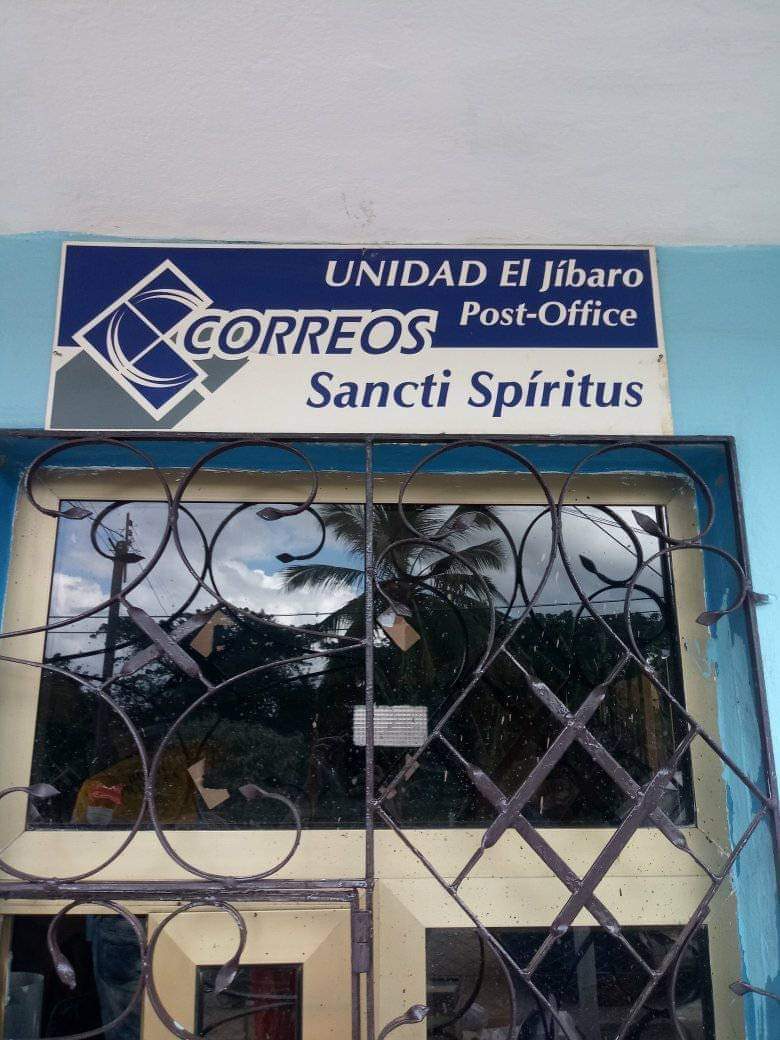 UNIDAD El Jíbaro
Post-Office
CORREOS
Sancti Spíritus